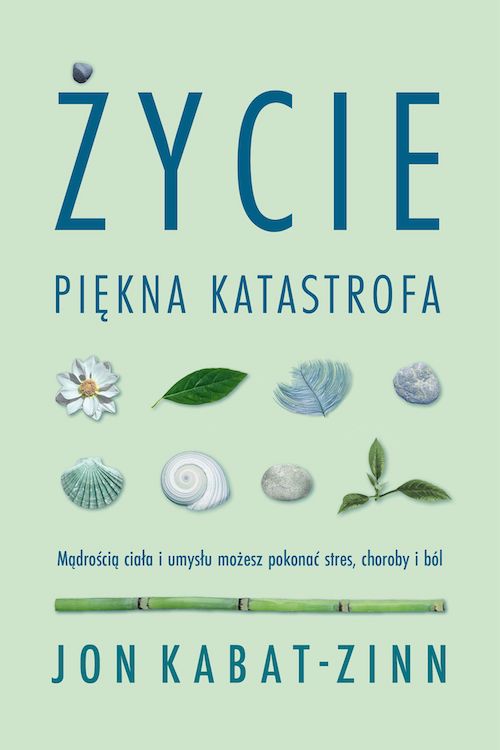 ŻYCIE
PIĘKNA KATASTROFA
Mądrością ciała i umysłu możesz pokonać stres, choroby i ból
JON KABAT-ZINN